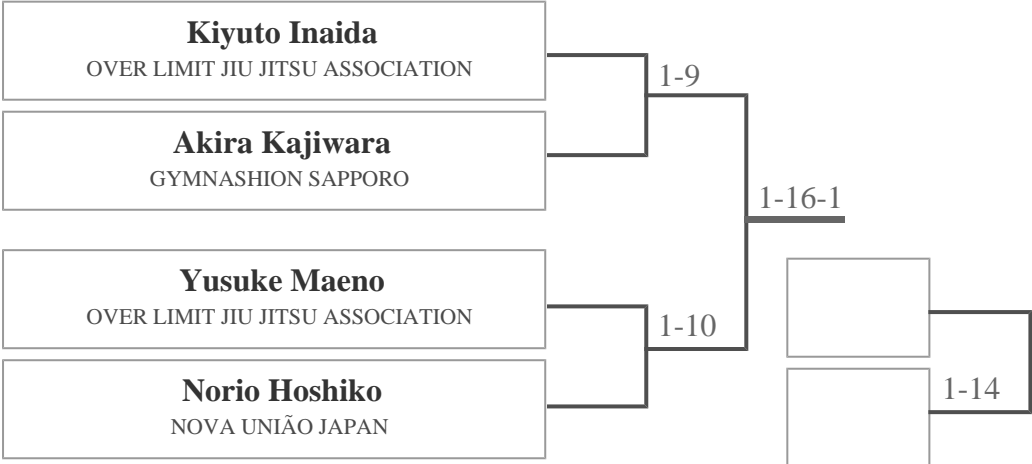 Kiyuto Inaida
OVER LIMIT JIU JITSU ASSOCIATION
1-9
Akira Kajiwara
GYMNASHION SAPPORO
1-16-1
Yusuke Maeno
OVER LIMIT JIU JITSU ASSOCIATION
1-10
Norio Hoshiko
NOVA UNIÃO JAPAN
1-14